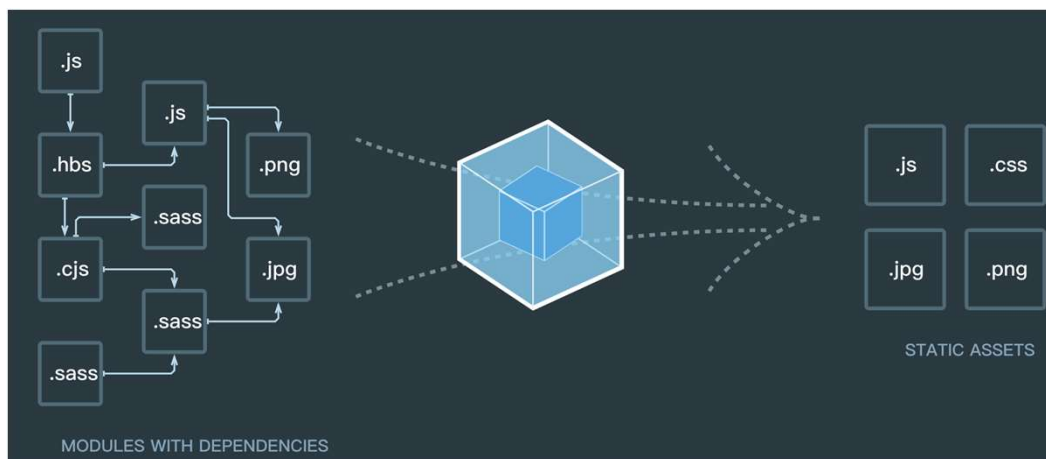 .js
.js
.hbs
.png
.sass
.cjs
.jpg
.sass
.sass
MODULES WITH DEPENDENCIES
.js
.css
.jpg
.png
STATIC ASSETS